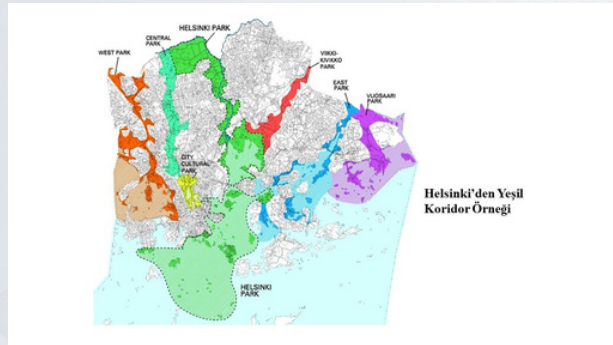 HELSINKI PARK
CENTRAL
PARK
WEST PARK
VIIKKI-
KIVIKKO
PARK
EAST
PARK
VUOSAARI
PARK
CITY
CULTURAL
PARK
Helsinki'den Yeşil
Koridor Örneği
HELSINKI
PARK